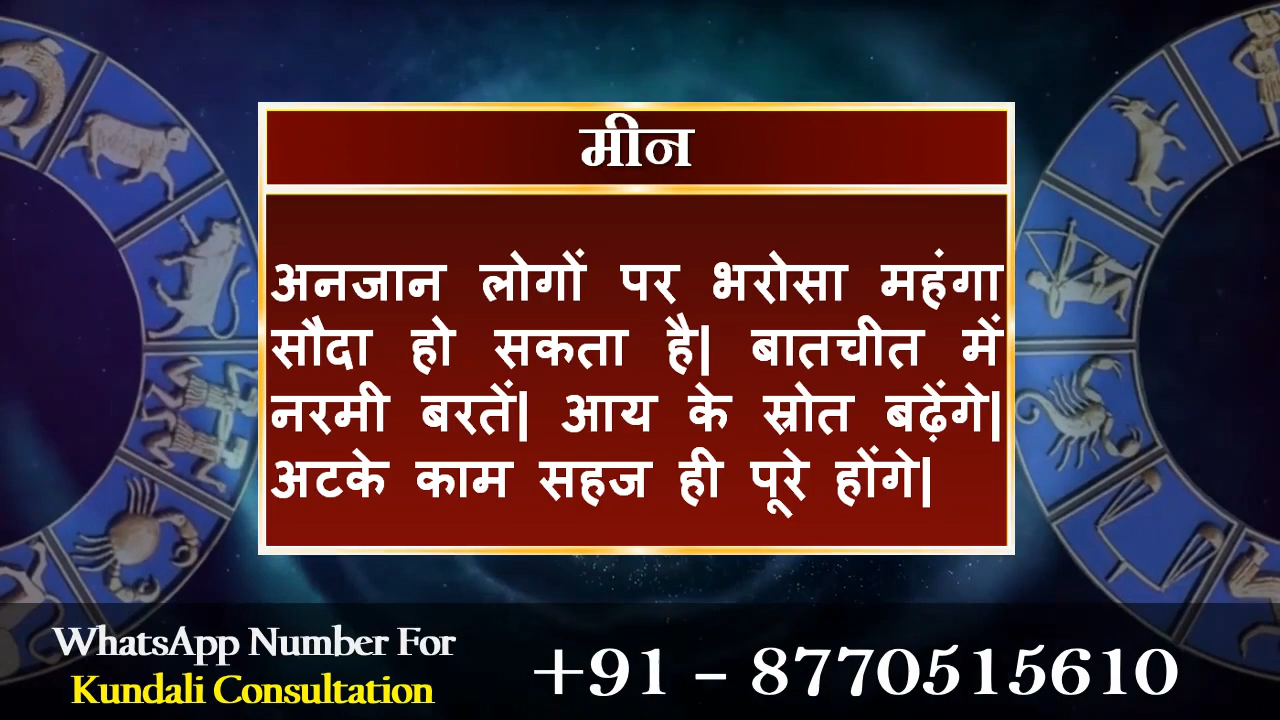 मीन
अनजान लोगों पर भरोसा महंगा
सौदा हो सकता है| बातचीत में
नरमी बरतें| आय के स्रोत बढ़ेंगे|
अटके काम सहज ही पूरे होंगे|
WhatsApp Number For
Kundali Consultation
+91 - 8770515610